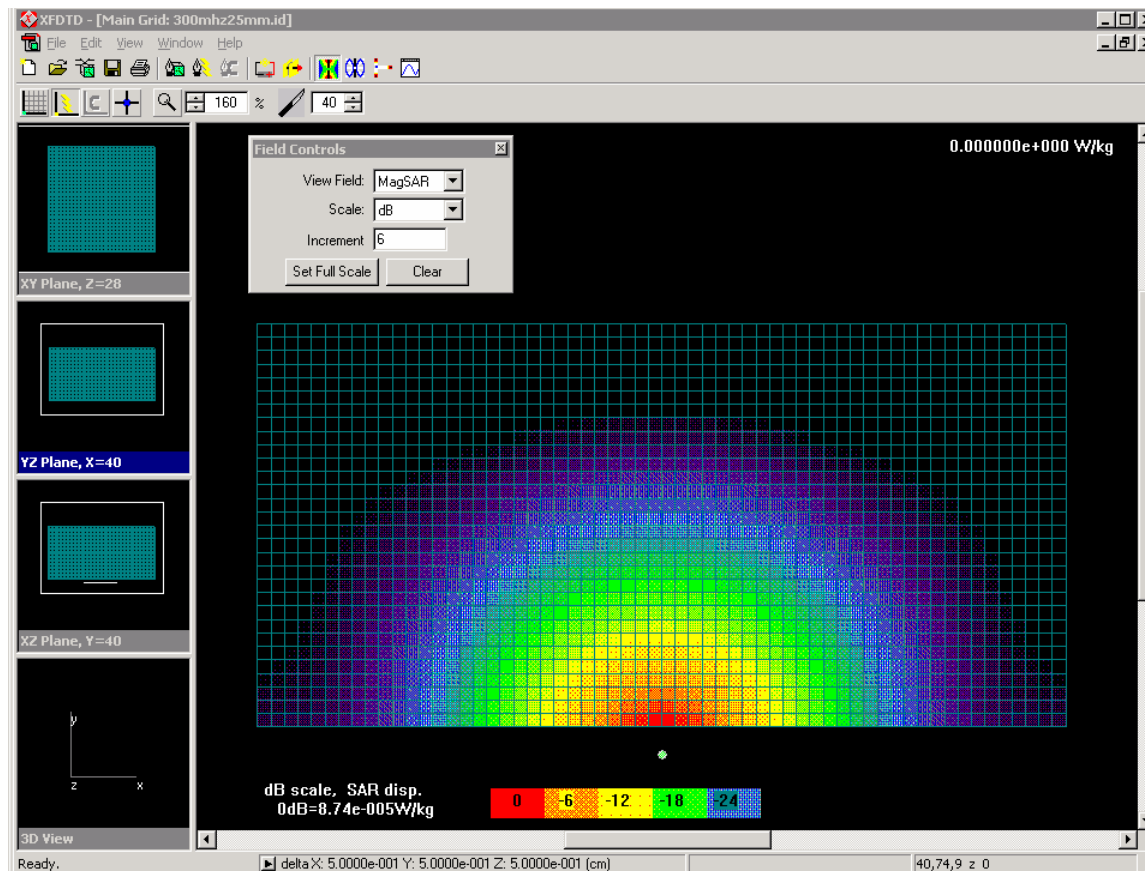 XFDTD - [Main Grid: 300mhz25mm.id]
File Edit View Window Help
160 % 40
Field Controls
0.000000e+000 W/kg
View Field: MagSAR
Scale: dB
Increment 6
Set Full Scale Clear
XY Plane, Z=28
YZ Plane, X=40
XZ Plane, Y=40
y
z x
3D View
dB scale, SAR disp.
0dB=8.74e-005W/kg
0 -6 -12 -18 -24
Ready. delta X: 5.0000e-001 Y: 5.0000e-001 Z: 5.0000e-001 (cm) 40,74,9 z 0